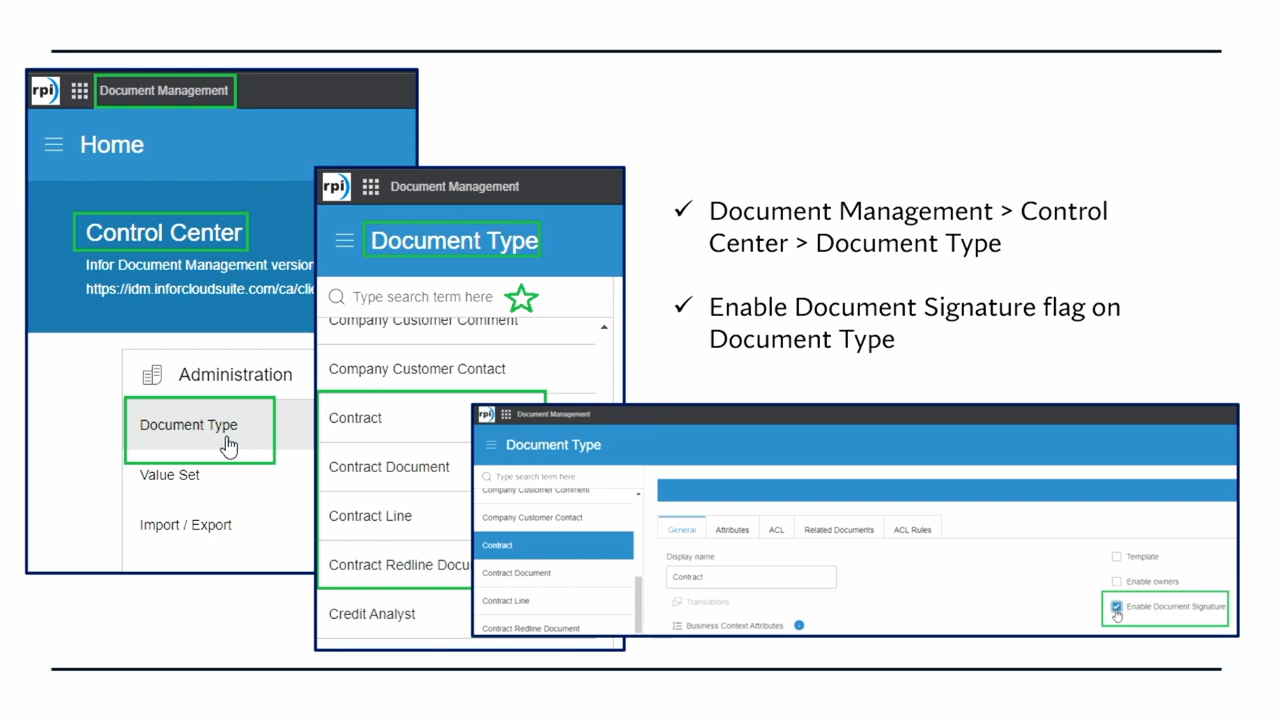 rpi
Document Management
Home
Control Center
Infor Document Management version
https://idm.inforcloudsuite.com/ca/clie
Administration
Document Type
Value Set
Import / Export
rpi
Document Management
Document Type
Type search term here
Company Customer Comment
Company Customer Contact
Contract
Contract Document
Contract Line
Contract Redline Docu
Credit Analyst
✓ Document Management > Control
Center > Document Type
✓ Enable Document Signature flag on
Document Type
rpi
Document Management
Document Type
Type search term here
Company Customer Comment
Company Customer Contact
Contract
Contract Document
Contract Line
Contract Redline Document
General Attributes ACL Related Documents ACL Rules
Display name
Contract
Translations
Business Context Attributes
Template
Enable owners
Enable Document Signature